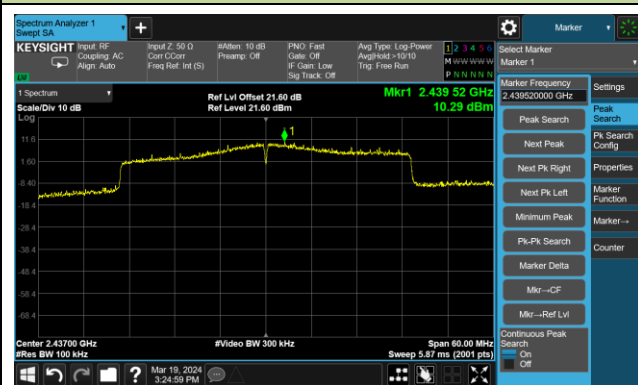 Spectrum Analyzer 1
Swept SA
Marker
KEYSIGHT
Input: RF
Coupling: AC
Align: Auto
Input Z: 50 Ω
Corr CCorr
Freq Ref: Int (S)
#Atten: 10 dB
Preamp: Off
PNO: Fast
Gate: Off
IF Gain: Low
Sig Track: Off
Avg Type: Log-Power
Avg|Hold:>10/10
Trig: Free Run
1 2 3 4 5 6
M W W W W W
P N N N N N
Select Marker
Marker 1
1 Spectrum
Scale/Div 10 dB
Ref Lvl Offset 21.60 dB
Ref Level 21.60 dBm
Mkr1 2.439 52 GHz
10.29 dBm
Log
1
11.6
1.60
-8.40
-18.4
-28.4
-38.4
-48.4
-58.4
-68.4
Center 2.43700 GHz
#Res BW 100 kHz
#Video BW 300 kHz
Span 60.00 MHz
Sweep 5.87 ms (2001 pts)
Marker Frequency
2.439520000 GHz
Peak Search
Next Peak
Next Pk Right
Next Pk Left
Minimum Peak
Pk-Pk Search
Marker Delta
Mkr→CF
Mkr→Ref Lvl
Continuous Peak
Search
On
Off
Settings
Peak
Search
Pk Search
Config
Properties
Marker
Function
Marker→
Counter
Mar 19, 2024
3:24:59 PM